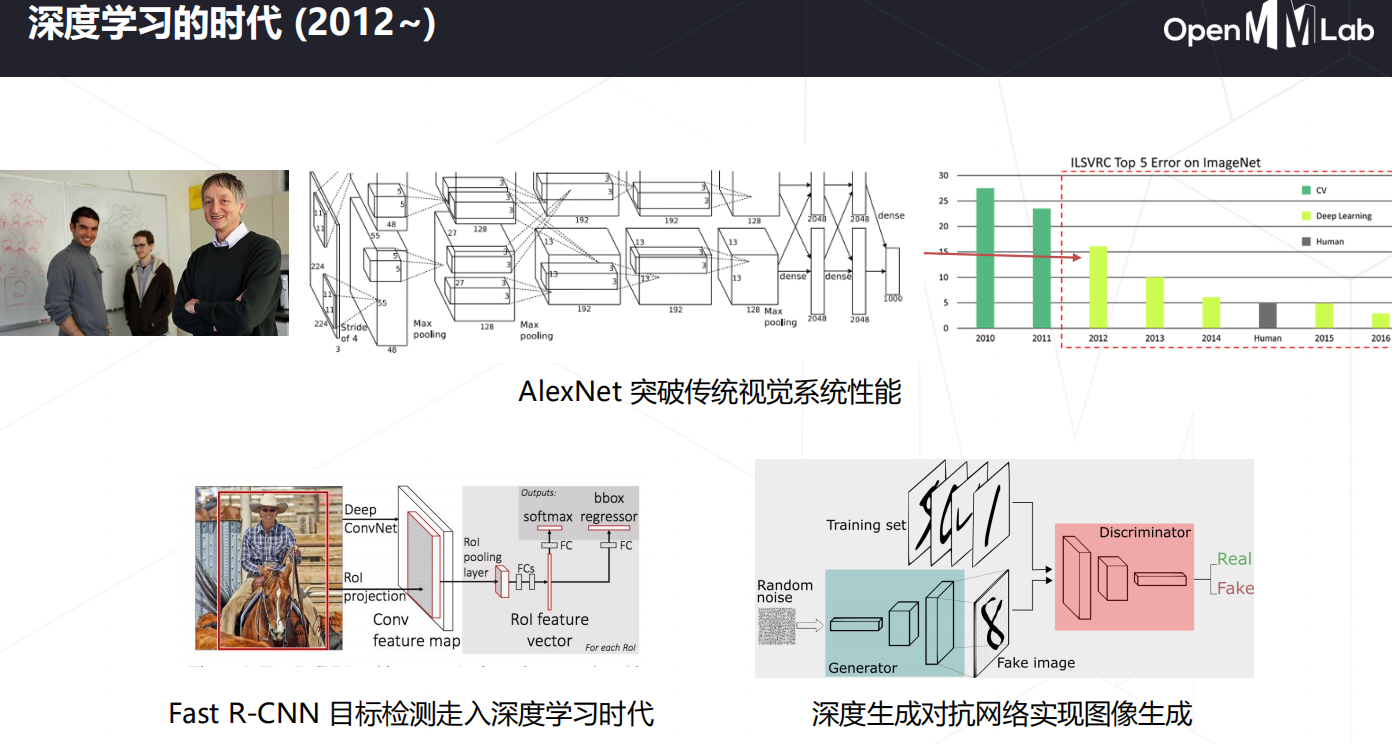 深度学习的时代 (2012~)
OpenMMLab
11
11
224
11
11
224
3
Stride
of 4
55
55
5
5
48
5
5
48
Max
pooling
27
128
3
3
3
27
3
3
3
128
Max
pooling
3
3
192
13
13
3
3
192
3
3
192
13
13
3
3
192
128
13
13
128
Max
pooling
2048
2048
dense
dense
dense
2048
2048
1000
ILSVRC Top 5 Error on ImageNet
30
25
20
15
10
5
0
CV
Deep Learning
Human
2010
2011
2012
2013
2014
Human
2015
2016
AlexNet 突破传统视觉系统性能
Deep
ConvNet
RoI
projection
Conv
feature map
RoI
pooling
layer
FCs
RoI feature
vector
Outputs:
softmax
bbox
regressor
FC
FC
For each RoI
Training set
Random
noise
Generator
Fake image
Discriminator
Real
Fake
Fast R-CNN 目标检测走入深度学习时代
深度生成对抗网络实现图像生成